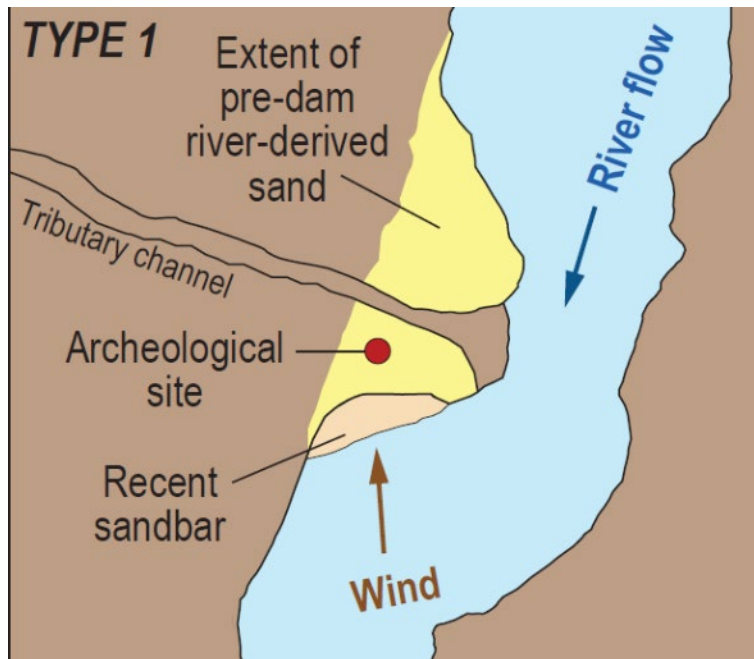 TYPE 1
Extent of
pre-dam
river-derived
sand
River flow
Tributary channel
Archeological
site
Recent
sandbar
Wind